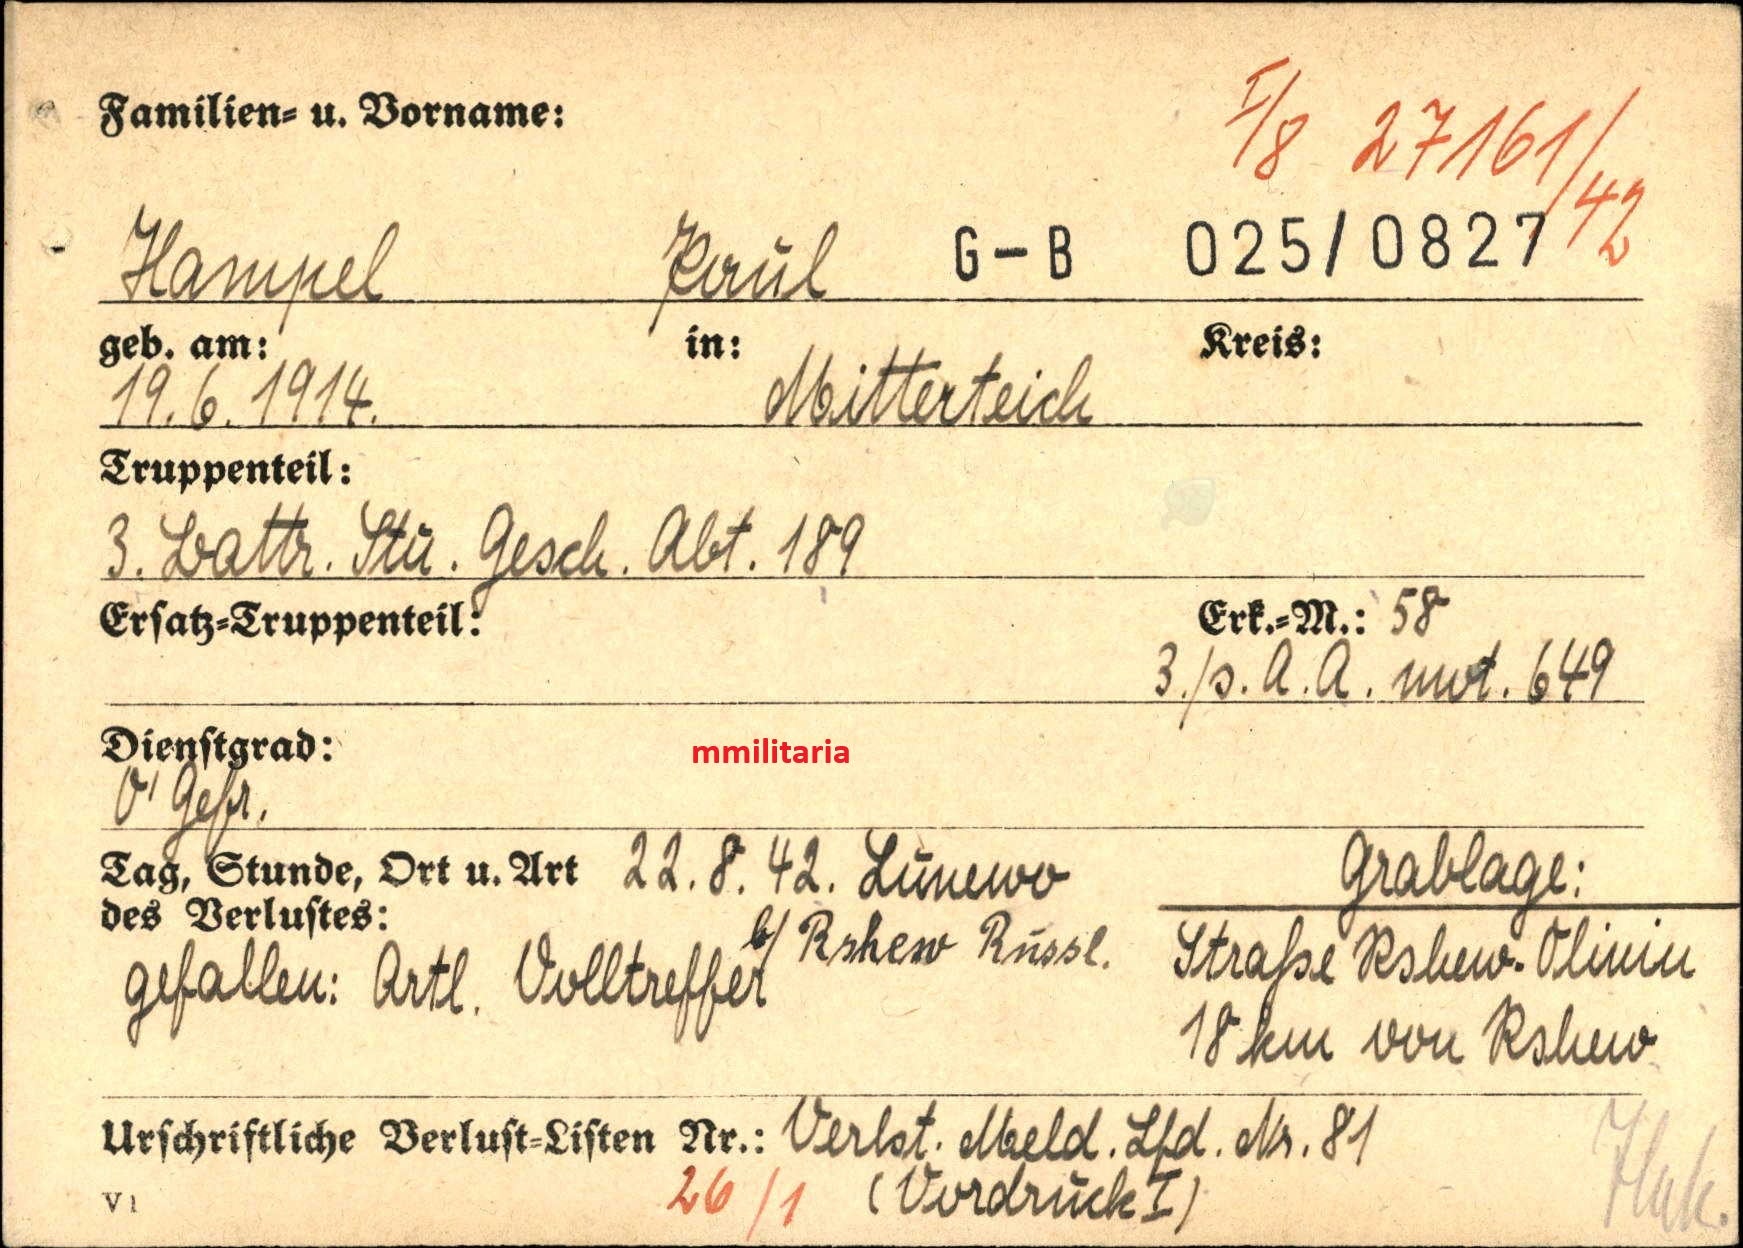 Familien- u. Vorname:
I/8 27161/42
Hampel Paul G-B 025/0827
geb. am: in: Kreis:
19.6.1914. Mitterteich
Truppenteil:
3. Battr. Stu. Gesch. Abt. 189
Ersatz-Truppenteil: Erk.-M.: 58
3./s. A. A. mot. 649
Dienstgrad:
mmilitaria
O'Gefr.
Tag, Stunde, Ort u. Art 22.8.42. Lunewo
des Verlustes: b/ Rshew Russl.
gefallen: Artl. Volltreffer
Grablage:
Straße Rshew-Olinin
18 km von Rshew
Urschriftliche Verlust-Listen Nr.: Verlst. Meld. Lfd. Nr. 81
26/1 (Vordruck I)
V1